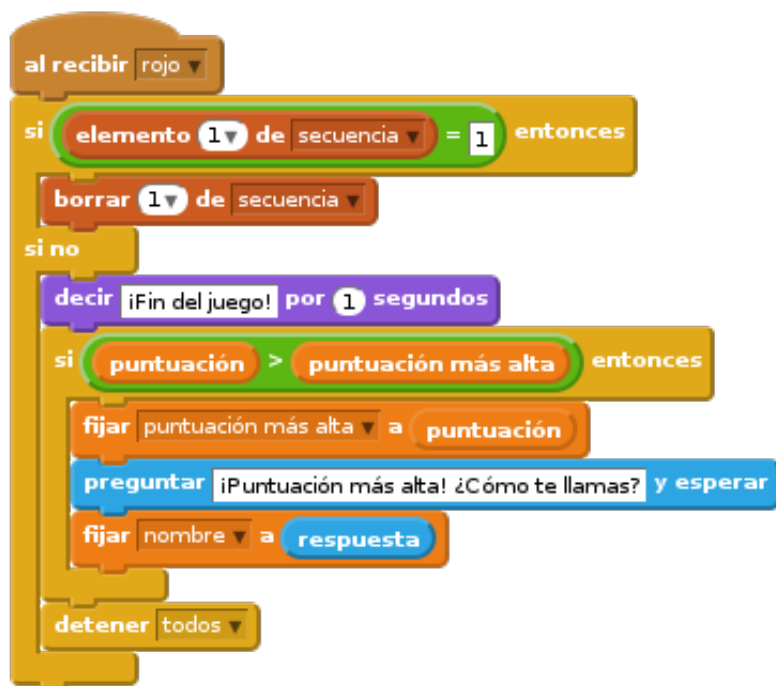 al recibir rojo
si elemento 1 de secuencia = 1 entonces
borrar 1 de secuencia
si no
decir ¡Fin del juego! por 1 segundos
si puntuación > puntuación más alta entonces
fijar puntuación más alta a puntuación
preguntar ¡Puntuación más alta! ¿Cómo te llamas? y esperar
fijar nombre a respuesta
detener todos